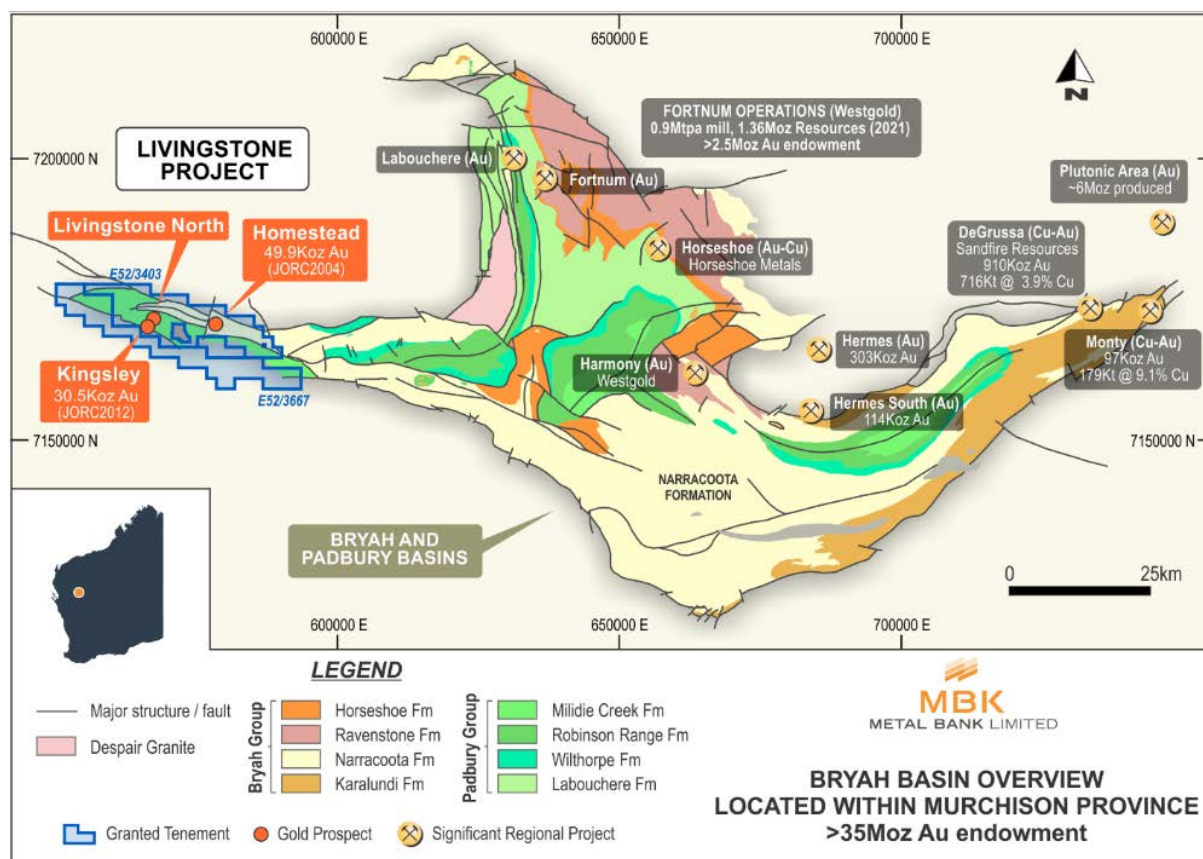 600000 E
650000 E
700000 E
N
FORTNUM OPERATIONS (Westgold)
0.9Mtpa mill, 1.36Moz Resources (2021)
>2.5Moz Au endowment
7200000 N
LIVINGSTONE
PROJECT
Labouchere (Au)
Fortnum (Au)
7200000 N
Plutonic Area (Au)
~6Moz produced
Livingstone North
Homestead
49.9Koz Au
(JORC2004)
E52/3403
Horseshoe (Au-Cu)
Horseshoe Metals
DeGrussa (Cu-Au)
Sandfire Resources
910Koz Au
716Kt @ 3.9% Cu
Kingsley
30.5Koz Au
(JORC2012)
E52/3667
Harmony (Au)
Westgold
Hermes (Au)
303Koz Au
Monty (Cu-Au)
97Koz Au
179Kt @ 9.1% Cu
Hermes South (Au)
114Koz Au
7150000 N
7150000 N
NARRACOOTA
FORMATION
BRYAH AND
PADBURY BASINS
0
25km
600000 E
650000 E
700000 E
LEGEND
Major structure / fault
Despair Granite
Bryah Group
Horseshoe Fm
Ravenstone Fm
Narracoota Fm
Karalundi Fm
Padbury Group
Milidie Creek Fm
Robinson Range Fm
Wilthorpe Fm
Labouchere Fm
Granted Tenement
Gold Prospect
Significant Regional Project
MBK
METAL BANK LIMITED
BRYAH BASIN OVERVIEW
LOCATED WITHIN MURCHISON PROVINCE
>35Moz Au endowment